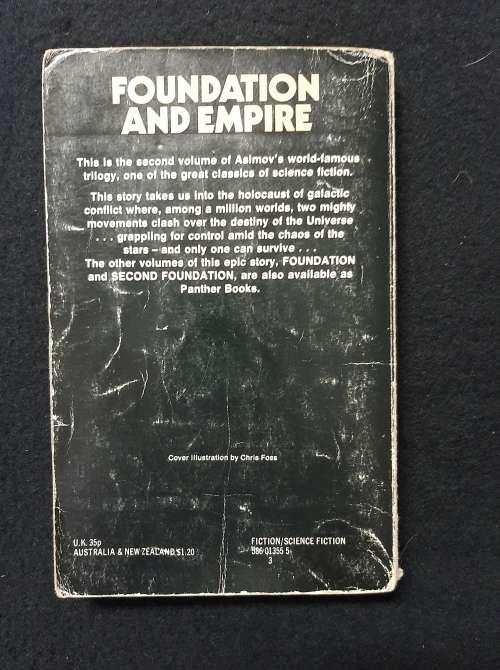 FOUNDATION
AND EMPIRE
This is the second volume of Asimov's world-famous
trilogy, one of the great classics of science fiction.
This story takes us into the holocaust of galactic
conflict where, among a million worlds, two mighty
movements clash over the destiny of the Universe
... grappling for control amid the chaos of the
stars – and only one can survive ...
The other volumes of this epic story, FOUNDATION
and SECOND FOUNDATION, are also available as
Panther Books.
Cover illustration by Chris Foss
U.K. 35p
AUSTRALIA & NEW ZEALAND $1.20
FICTION/SCIENCE FICTION
586 01355 5
3